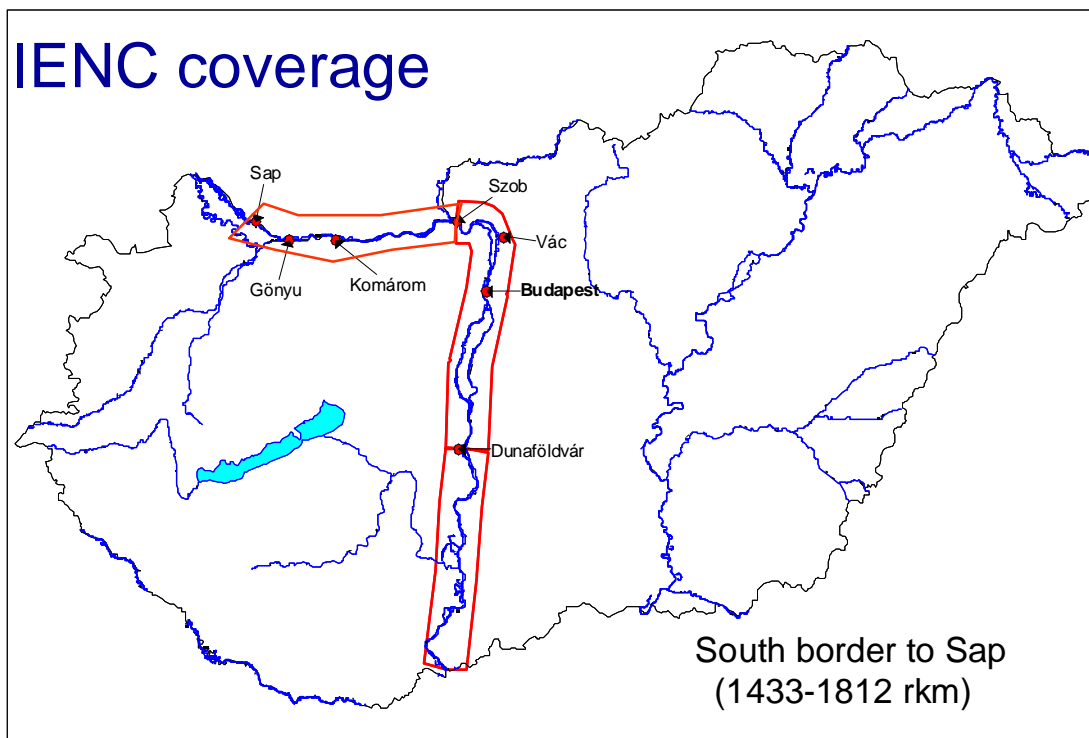 IENC coverage
Sap
Szob
Vác
Gönyu
Komárom
Budapest
Dunaföldvár
South border to Sap
(1433-1812 rkm)